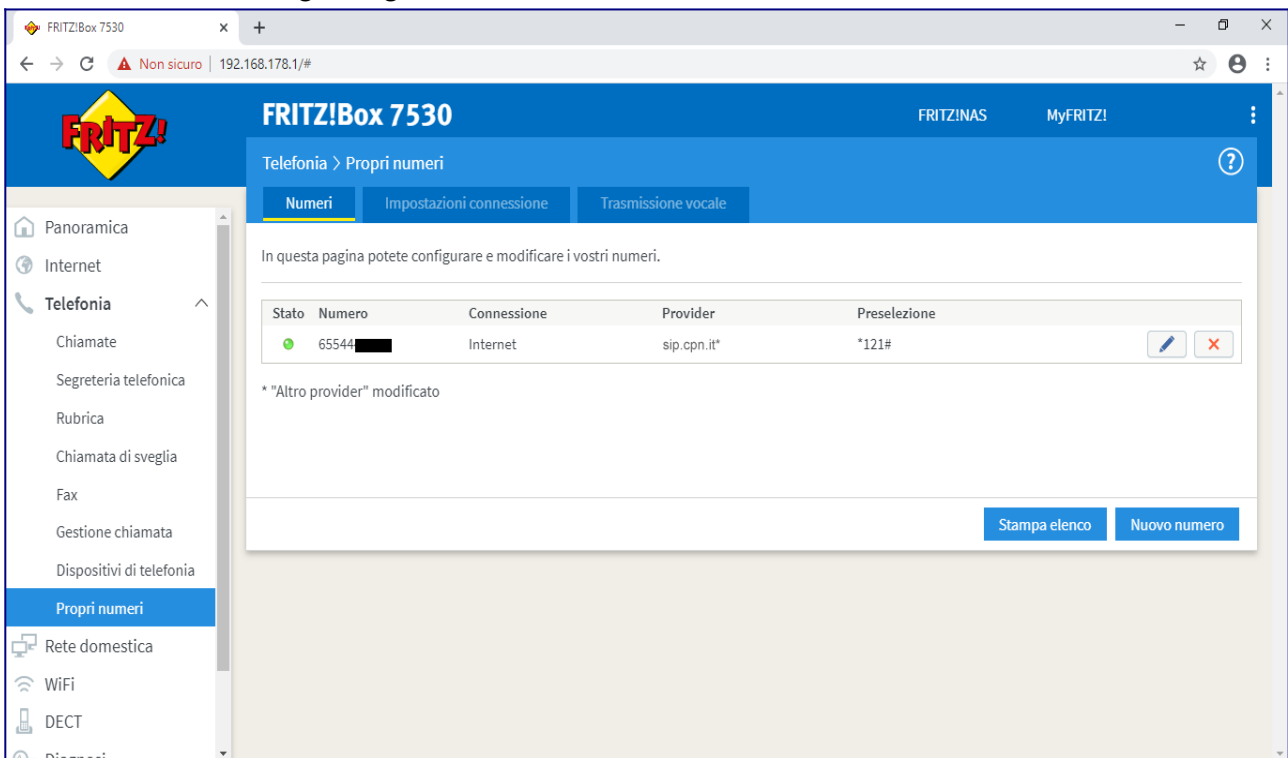 FRITZ!Box 7530
Non sicuro | 192.168.178.1/#
FRITZ!
FRITZ!Box 7530
FRITZ!NAS
MyFRITZ!
Telefonia > Propri numeri
Numeri
Impostazioni connessione
Trasmissione vocale
Panoramica
Internet
Telefonia
Chiamate
Segreteria telefonica
Rubrica
Chiamata di sveglia
Fax
Gestione chiamata
Dispositivi di telefonia
Propri numeri
Rete domestica
WiFi
DECT
In questa pagina potete configurare e modificare i vostri numeri.
Stato Numero Connessione Provider Preselezione
65544 Internet sip.cpn.it* *121#
* "Altro provider" modificato
Stampa elenco
Nuovo numero